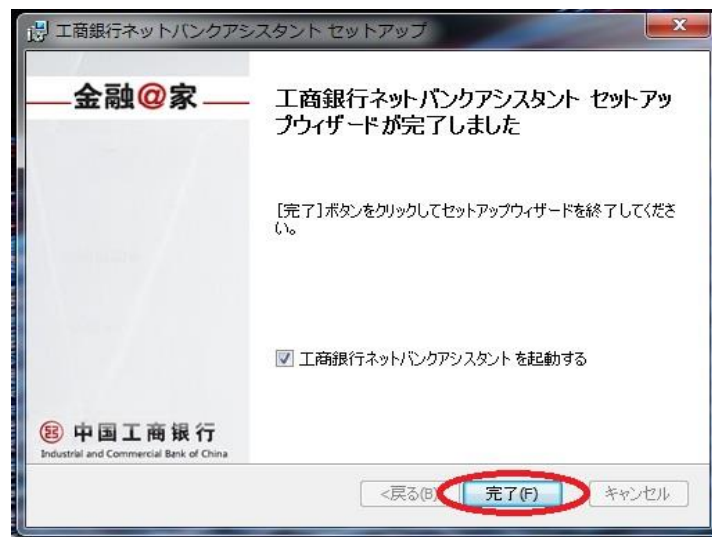 工商銀行ネットバンクアシスタント セットアップ
金融@家
工商銀行ネットバンクアシスタント セットアッ
プウィザードが完了しました
[完了]ボタンをクリックしてセットアップウィザードを終了してくださ
い。
工商銀行ネットバンクアシスタント を起動する
中国工商银行
Industrial and Commercial Bank of China
<戻る(B) 完了(F) キャンセル